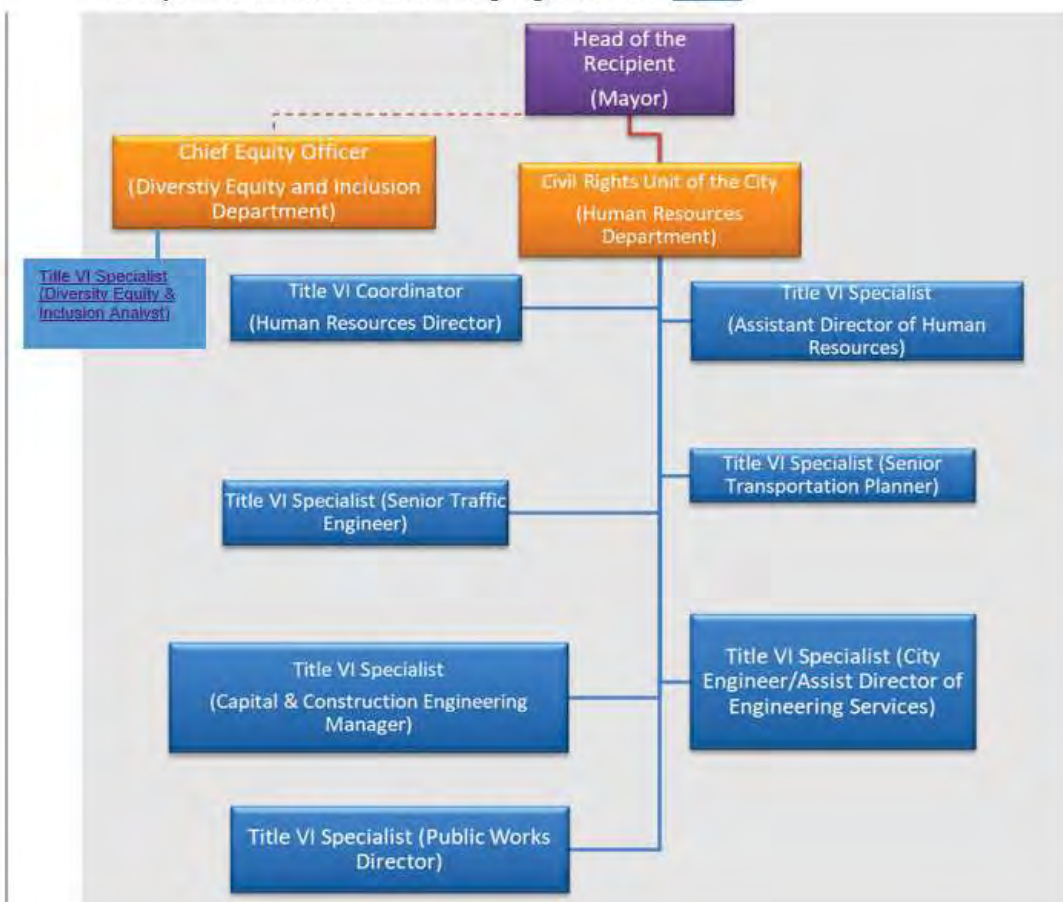 Head of the
Recipient
(Mayor)
Chief Equity Officer
(Diverstiy Equity and Inclusion
Department)
Civil Rights Unit of the City
(Human Resources
Department)
Title VI Specialist
(Diversity Equity &
Inclusion Analyst)
Title VI Coordinator
(Human Resources Director)
Title VI Specialist
(Assistant Director of Human
Resources)
Title VI Specialist (Senior Traffic
Engineer)
Title VI Specialist (Senior
Transportation Planner)
Title VI Specialist
(Capital & Construction Engineering
Manager)
Title VI Specialist (City
Engineer/Assist Director of
Engineering Services)
Title VI Specialist (Public Works
Director)